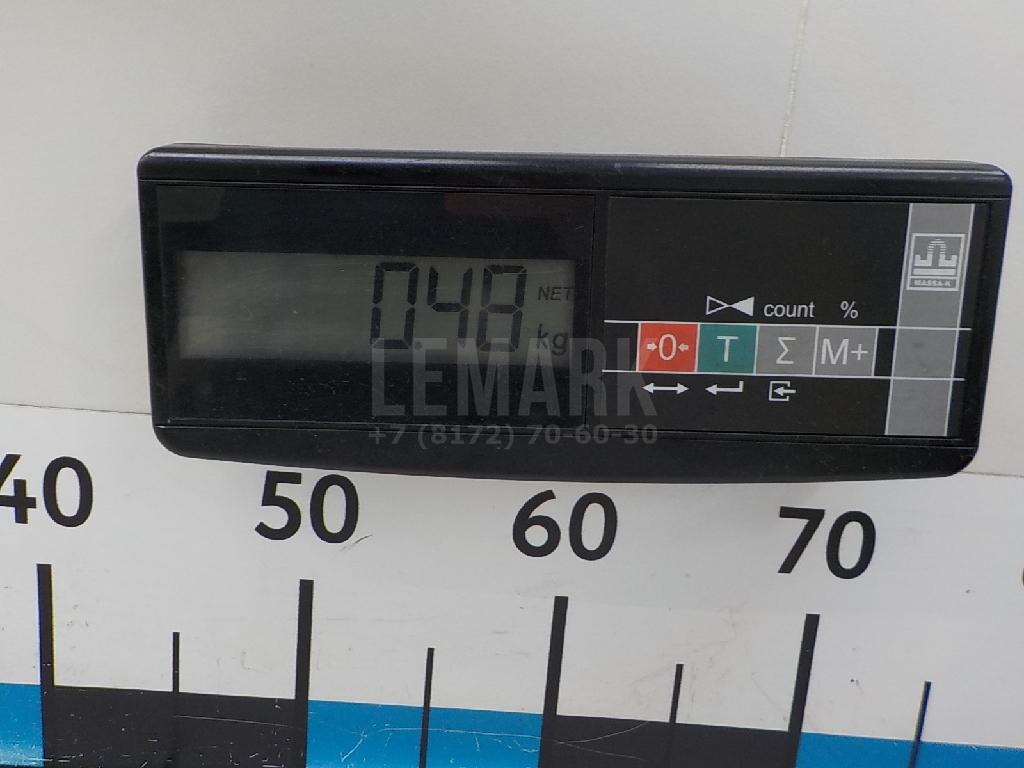 0.48 NET
kg
MASSA-K
count %
→0← T Σ M+
LEMARK
+7 (8172) 70-60-30
40 50 60 70